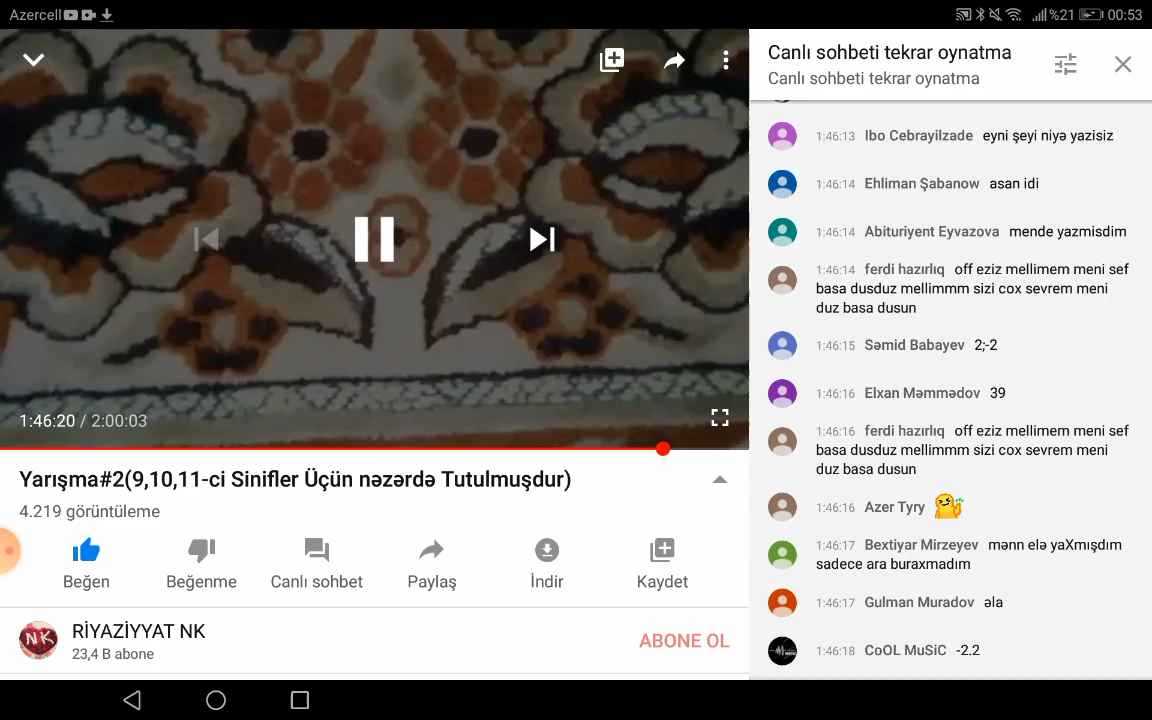 Azercell
%21 00:53
1:46:20 / 2:00:03
Yarışma#2(9,10,11-ci Sinifler Üçün nəzərdə Tutulmuşdur)
4.219 görüntüleme
Beğen Beğenme Canlı sohbet Paylaş İndir Kaydet
NK
RİYAZİYYAT NK
23,4 B abone
ABONE OL
Canlı sohbeti tekrar oynatma
Canlı sohbeti tekrar oynatma
1:46:13 Ibo Cebrayilzade eyni şeyi niyə yazisiz
1:46:14 Ehliman Şabanow asan idi
1:46:14 Abituriyent Eyvazova mende yazmisdim
1:46:14 ferdi hazırlıq off eziz mellimem meni sef
basa dusduz mellimmm sizi cox sevrem meni
duz basa dusun
1:46:15 Səmid Babayev 2;-2
1:46:16 Elxan Məmmədov 39
1:46:16 ferdi hazırlıq off eziz mellimem meni sef
basa dusduz mellimmm sizi cox sevrem meni
duz basa dusun
1:46:16 Azer Tyry
1:46:17 Bextiyar Mirzeyev mənn elə yaXmışdım
sadece ara buraxmadım
1:46:17 Gulman Muradov əla
1:46:18 CoOL MuSiC -2.2